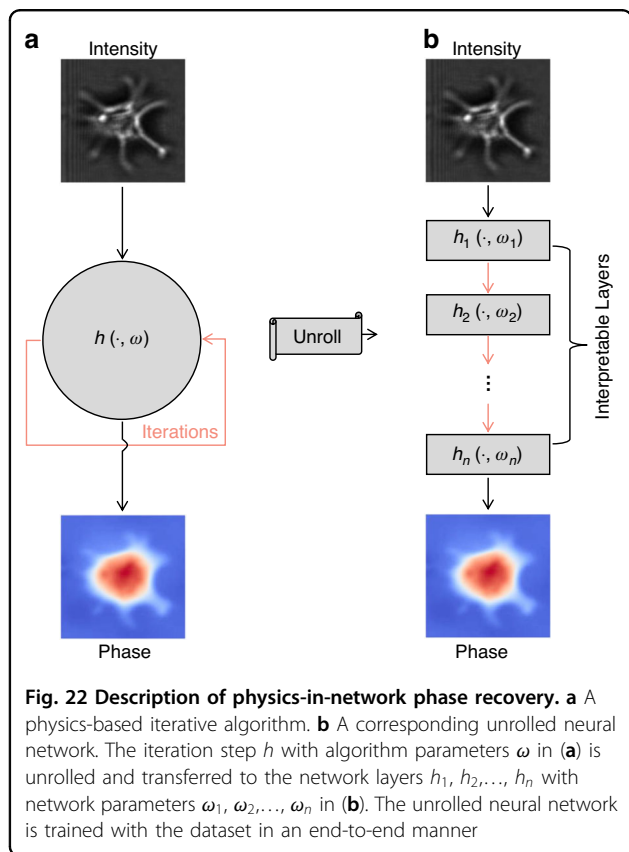 a
Intensity
h (·, ω)
Iterations
Phase
Unroll
b
Intensity
h₁ (·, ω₁)
h₂ (·, ω₂)
⋮
hₙ (·, ωₙ)
Interpretable Layers
Phase
Fig. 22 Description of physics-in-network phase recovery. a A
physics-based iterative algorithm. b A corresponding unrolled neural
network. The iteration step h with algorithm parameters ω in (a) is
unrolled and transferred to the network layers h₁, h₂,…, hₙ with
network parameters ω₁, ω₂,…, ωₙ in (b). The unrolled neural network
is trained with the dataset in an end-to-end manner